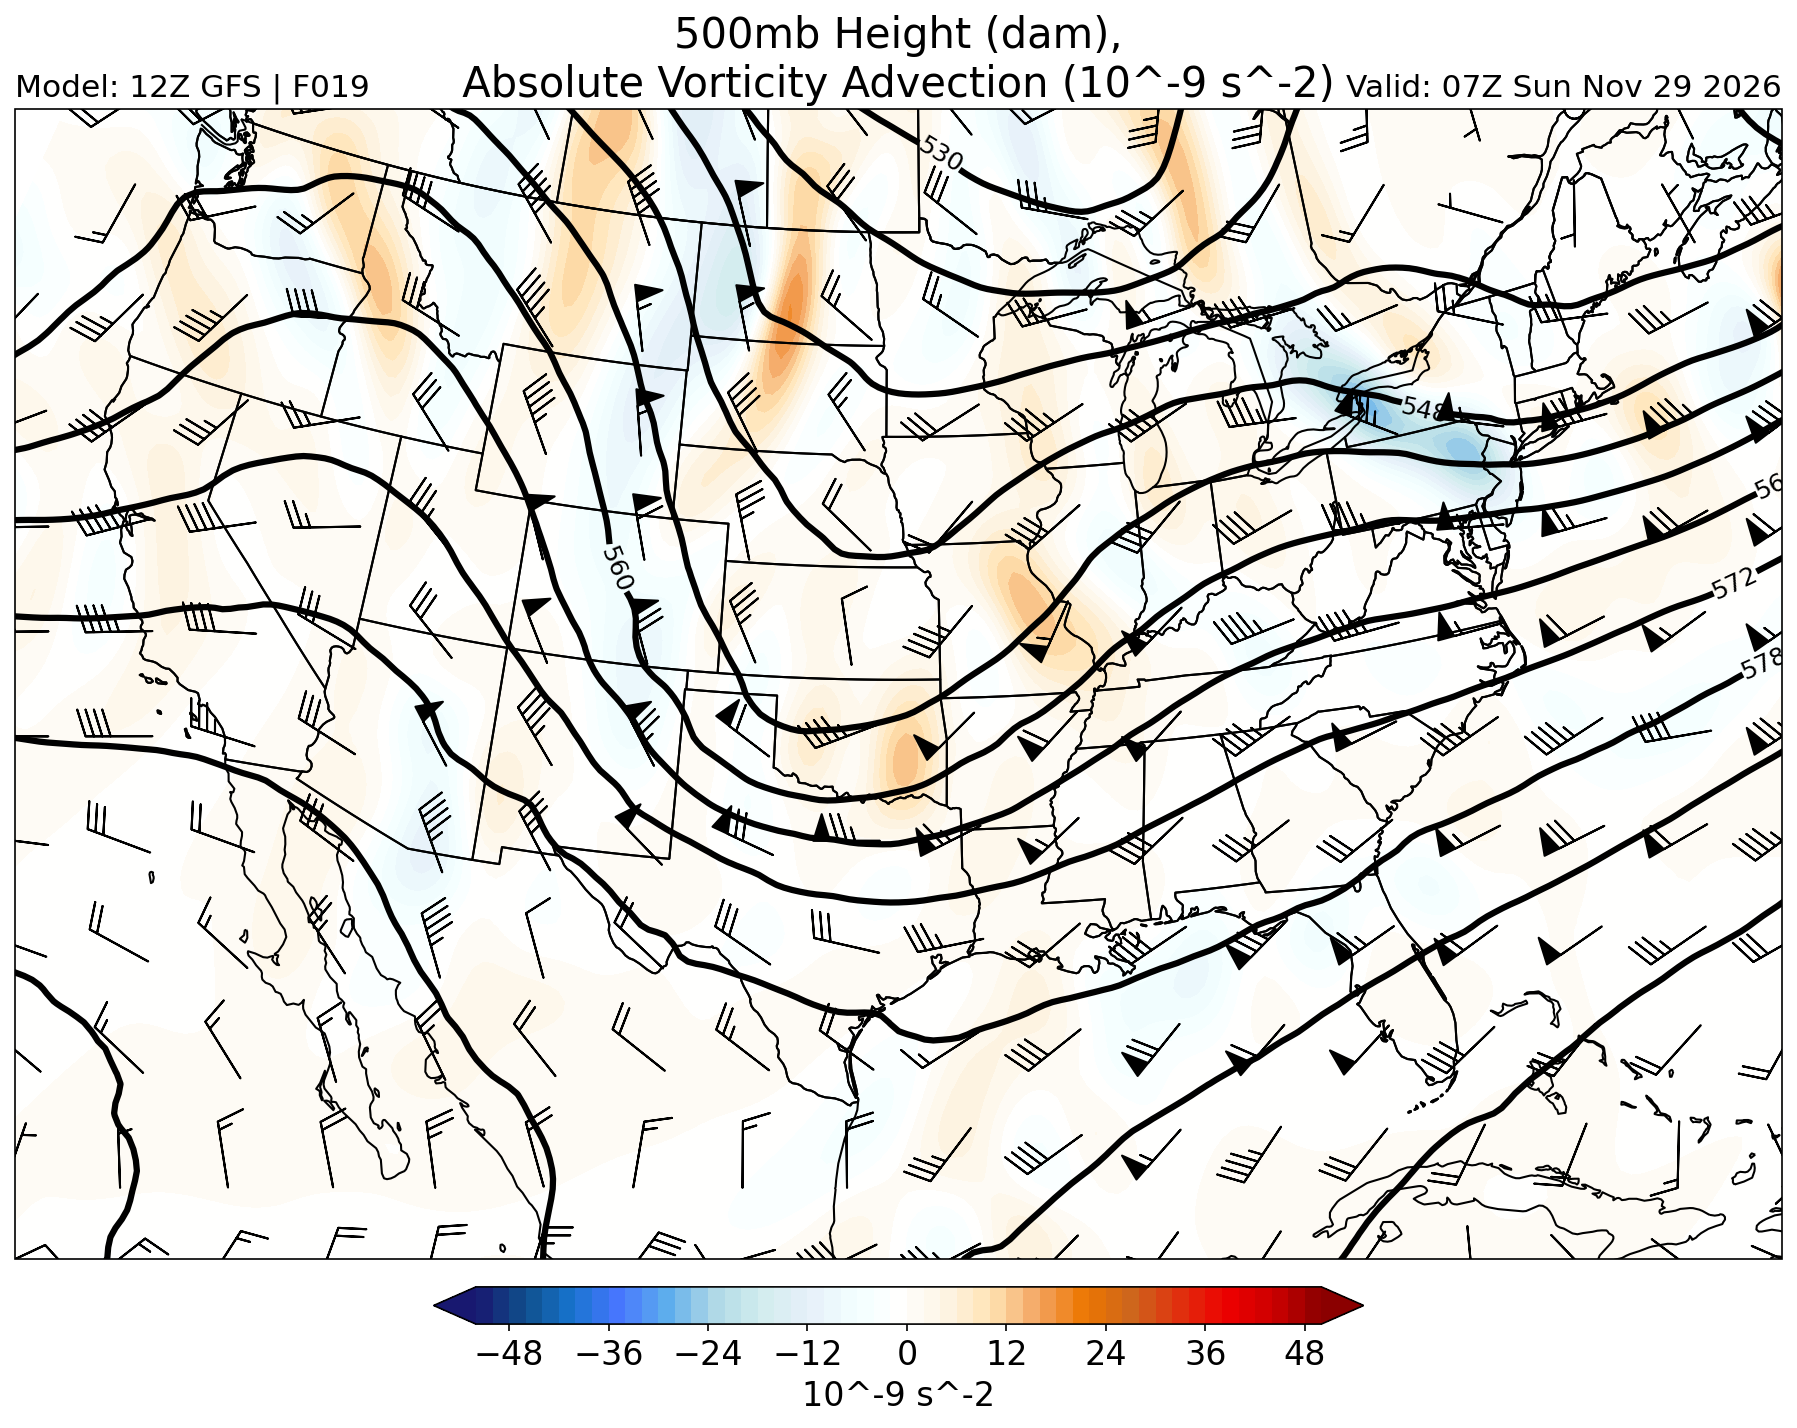 500mb Height (dam),
Model: 12Z GFS | F019
Absolute Vorticity Advection (10^-9 s^-2)
Valid: 07Z Sun Nov 29 2026
530
548
56
560
572
578
−48 −36 −24 −12 0 12 24 36 48
10^-9 s^-2